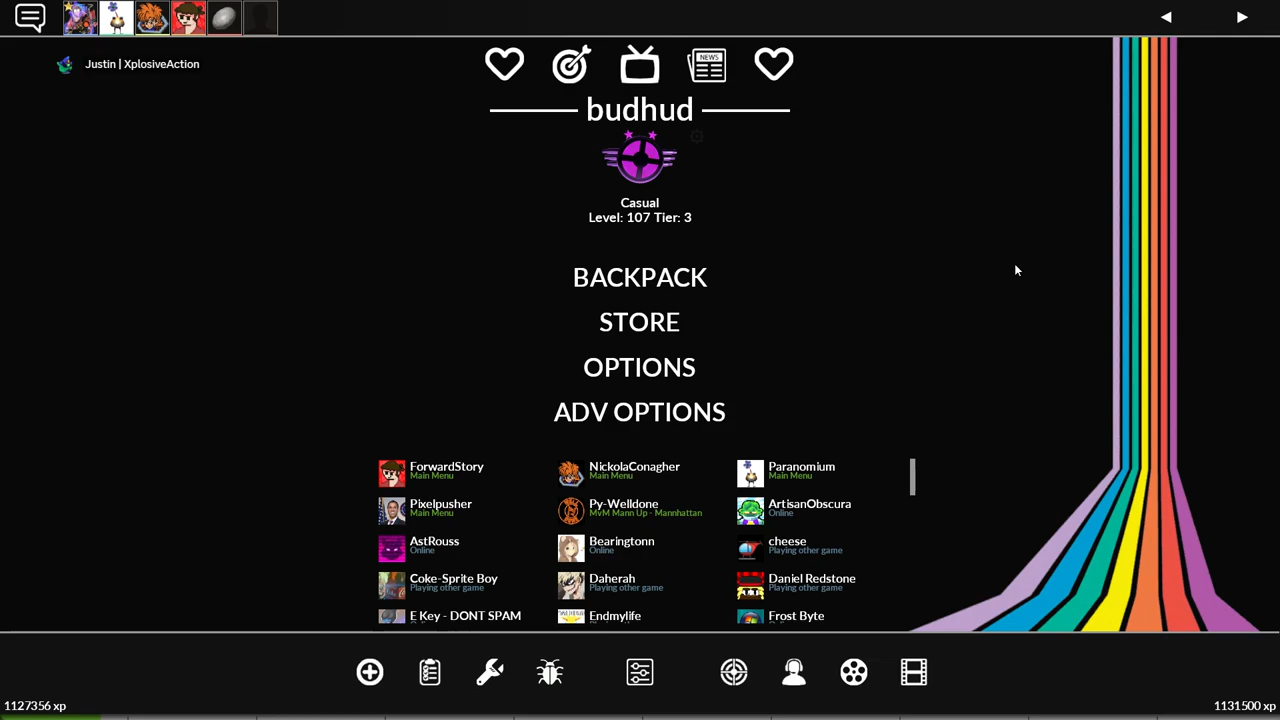 Justin | XplosiveAction
NEWS
budhud
Casual
Level: 107 Tier: 3
BACKPACK
STORE
OPTIONS
ADV OPTIONS
ForwardStory
Main Menu
NickolaConagher
Main Menu
Paranomium
Main Menu
Pixelpusher
Main Menu
Py-Welldone
MvM Mann Up - Mannhattan
ArtisanObscura
Online
AstRouss
Online
Bearingtonn
Online
cheese
Playing other game
Coke-Sprite Boy
Playing other game
Daherah
Playing other game
Daniel Redstone
Playing other game
E Key - DONT SPAM
Endmylife
Frost Byte
1127356 xp
1131500 xp